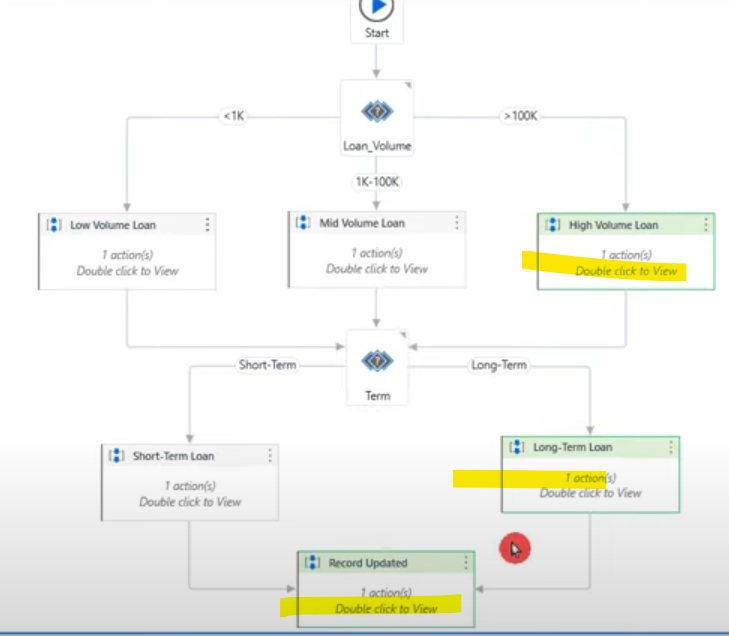 Start
<1K
>100K
Loan_Volume
1K-100K
Low Volume Loan
1 action(s)
Double click to View
Mid Volume Loan
1 action(s)
Double click to View
High Volume Loan
1 action(s)
Double click to View
Short-Term
Long-Term
Term
Short-Term Loan
1 action(s)
Double click to View
Long-Term Loan
1 action(s)
Double click to View
Record Updated
1 action(s)
Double click to View